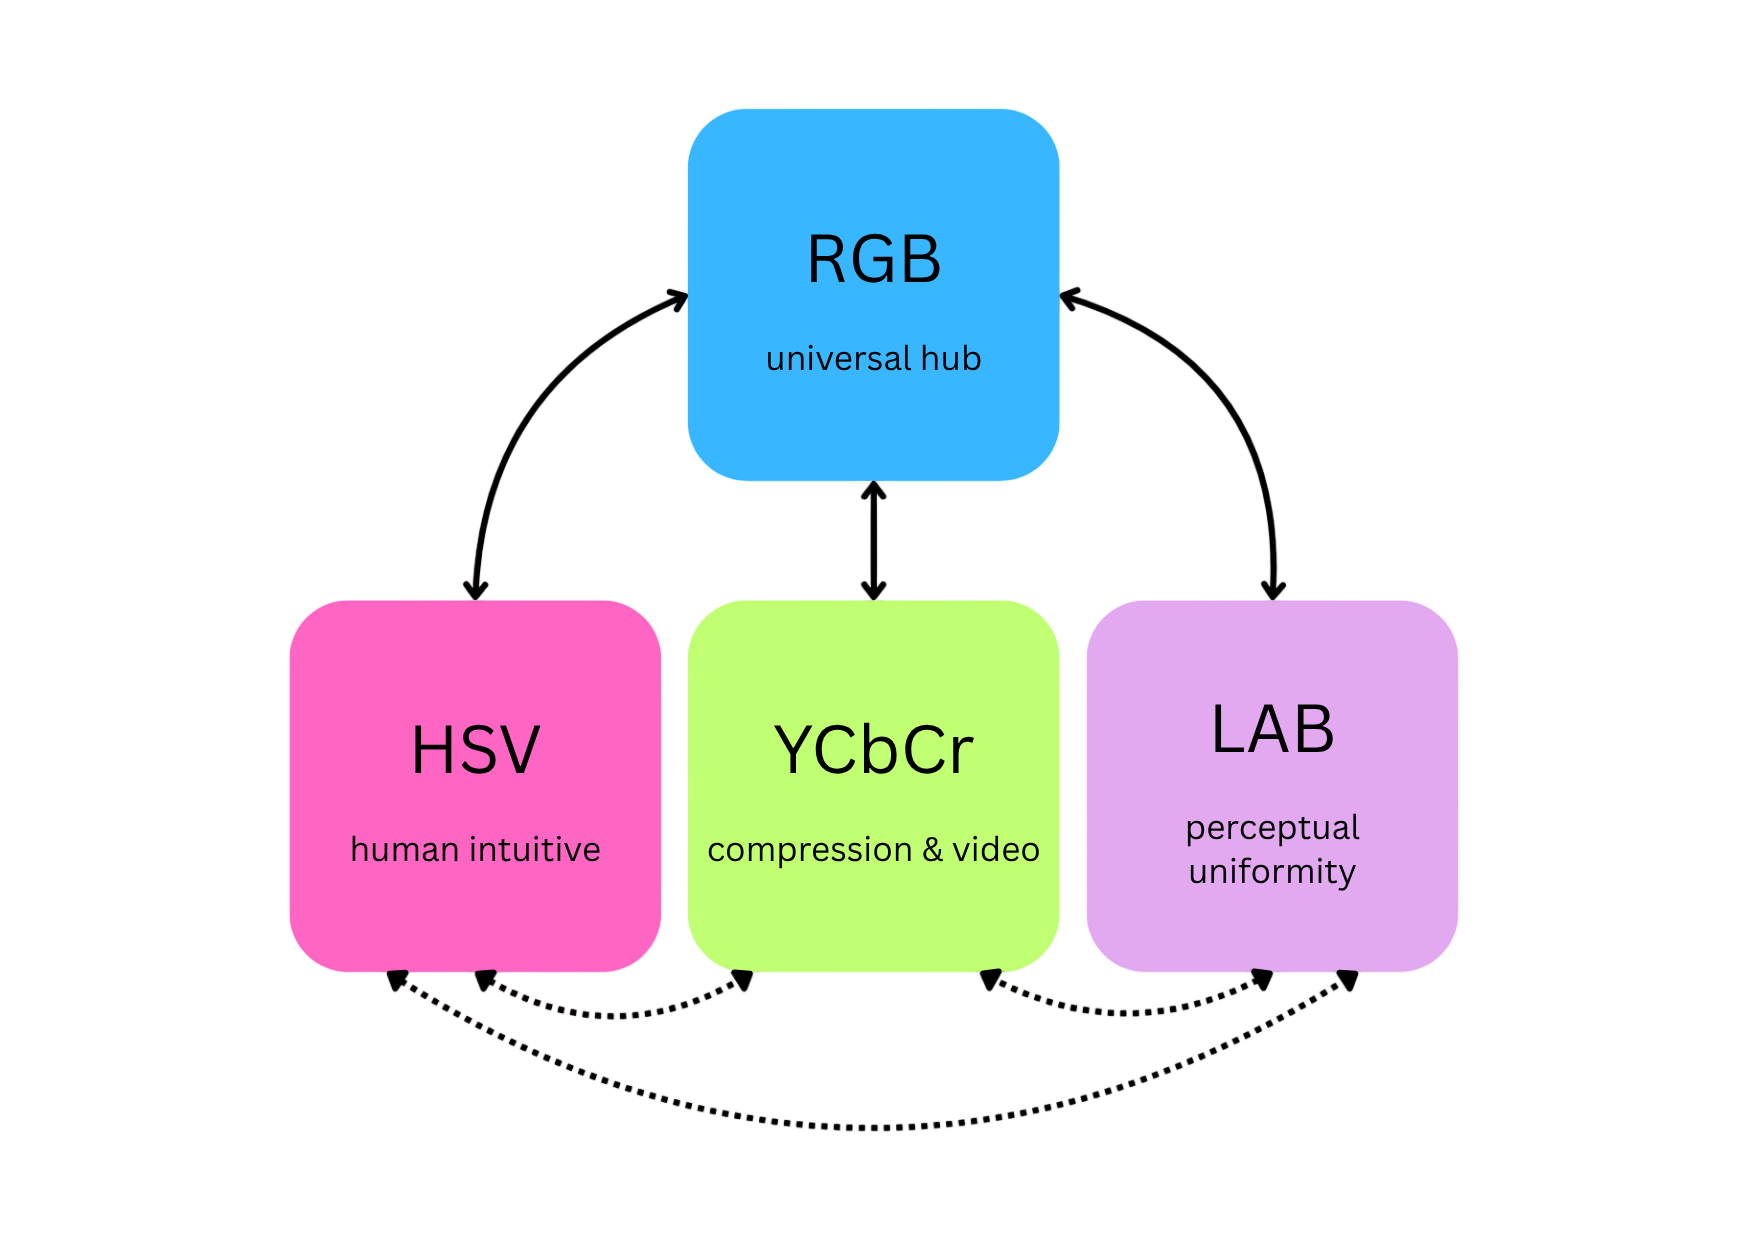 RGB
universal hub
HSV
human intuitive
YCbCr
compression & video
LAB
perceptual
uniformity